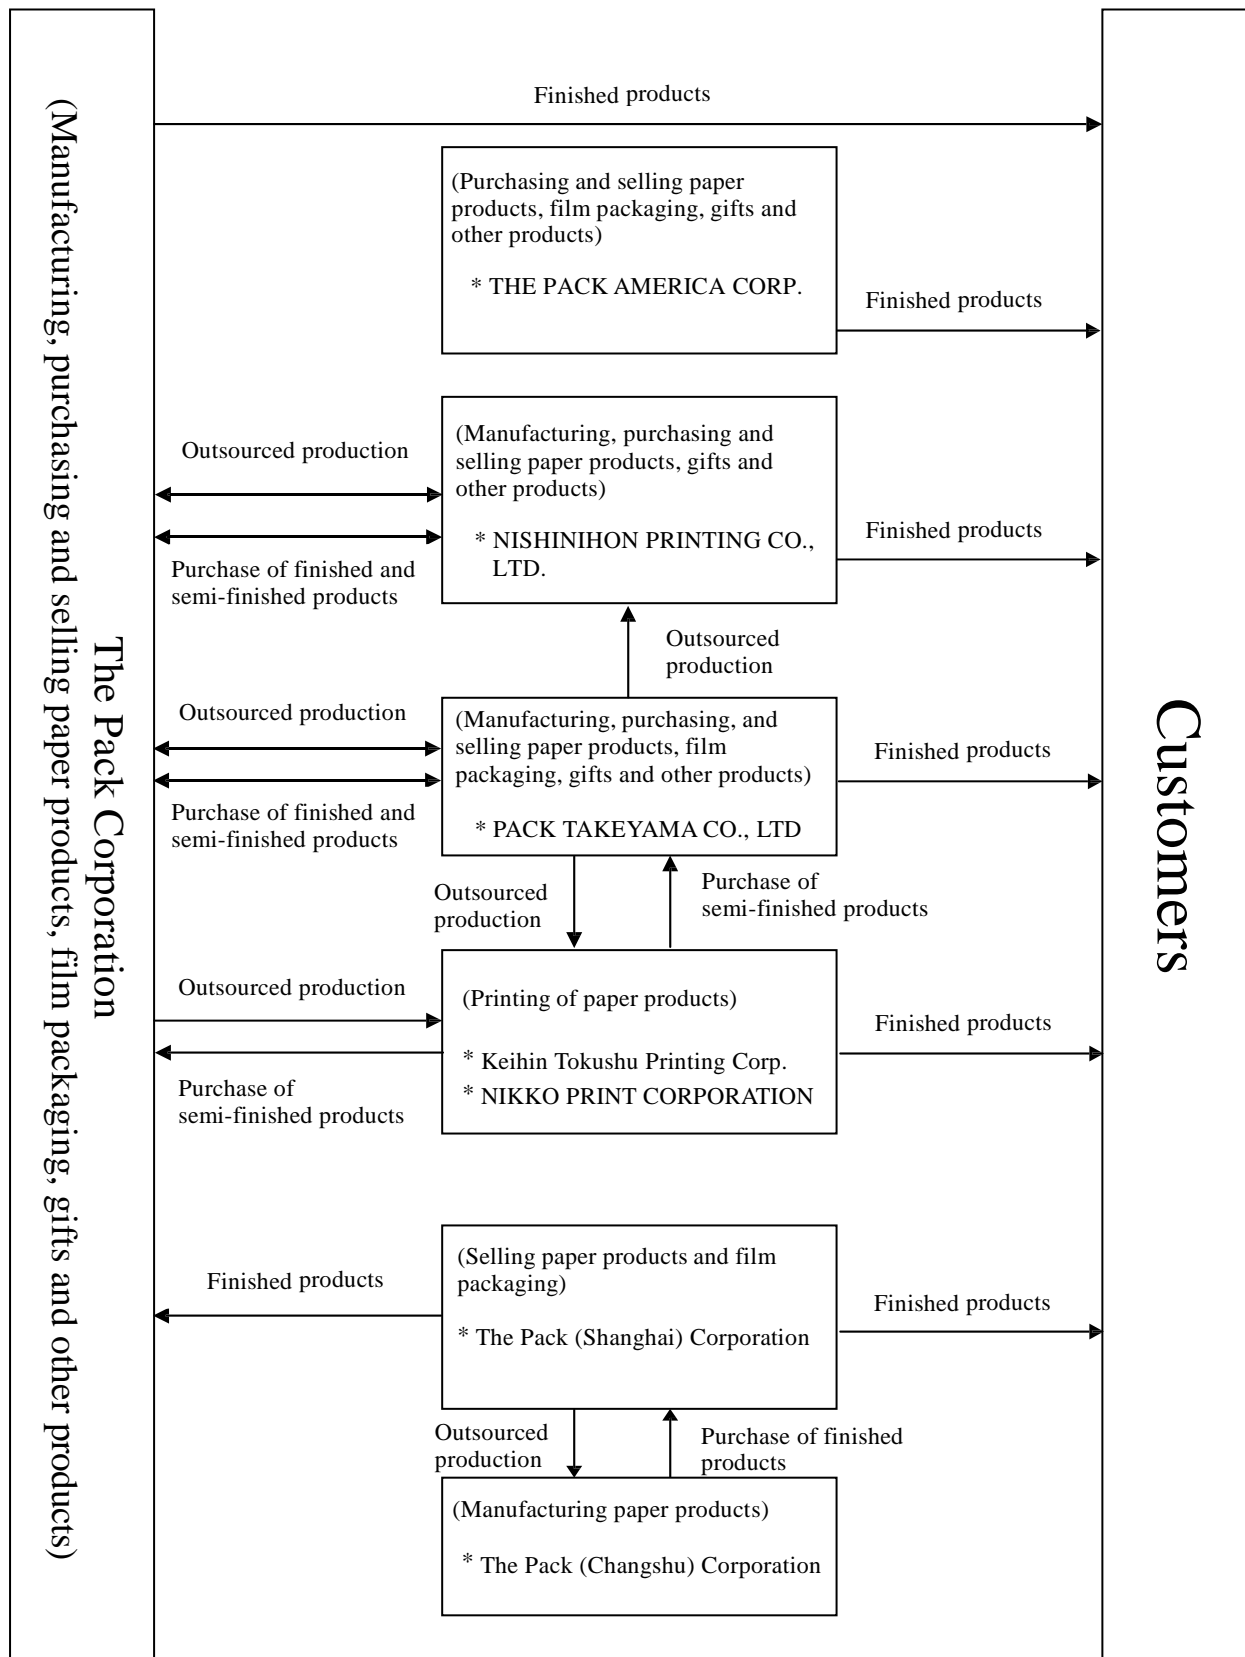 The Pack Corporation
(Manufacturing, purchasing and selling paper products, film packaging, gifts and other products)
Finished products
(Purchasing and selling paper
products, film packaging, gifts and
other products)
* THE PACK AMERICA CORP.
Finished products
Outsourced production
Purchase of finished and
semi-finished products
(Manufacturing, purchasing and
selling paper products, gifts and
other products)
* NISHINIHON PRINTING CO.,
LTD.
Finished products
Outsourced
production
Outsourced production
Purchase of finished and
semi-finished products
(Manufacturing, purchasing, and
selling paper products, film
packaging, gifts and other products)
* PACK TAKEYAMA CO., LTD
Finished products
Outsourced
production
Purchase of
semi-finished products
Outsourced production
Purchase of
semi-finished products
(Printing of paper products)
* Keihin Tokushu Printing Corp.
* NIKKO PRINT CORPORATION
Finished products
Finished products
(Selling paper products and film
packaging)
* The Pack (Shanghai) Corporation
Finished products
Outsourced
production
Purchase of finished
products
(Manufacturing paper products)
* The Pack (Changshu) Corporation
Customers